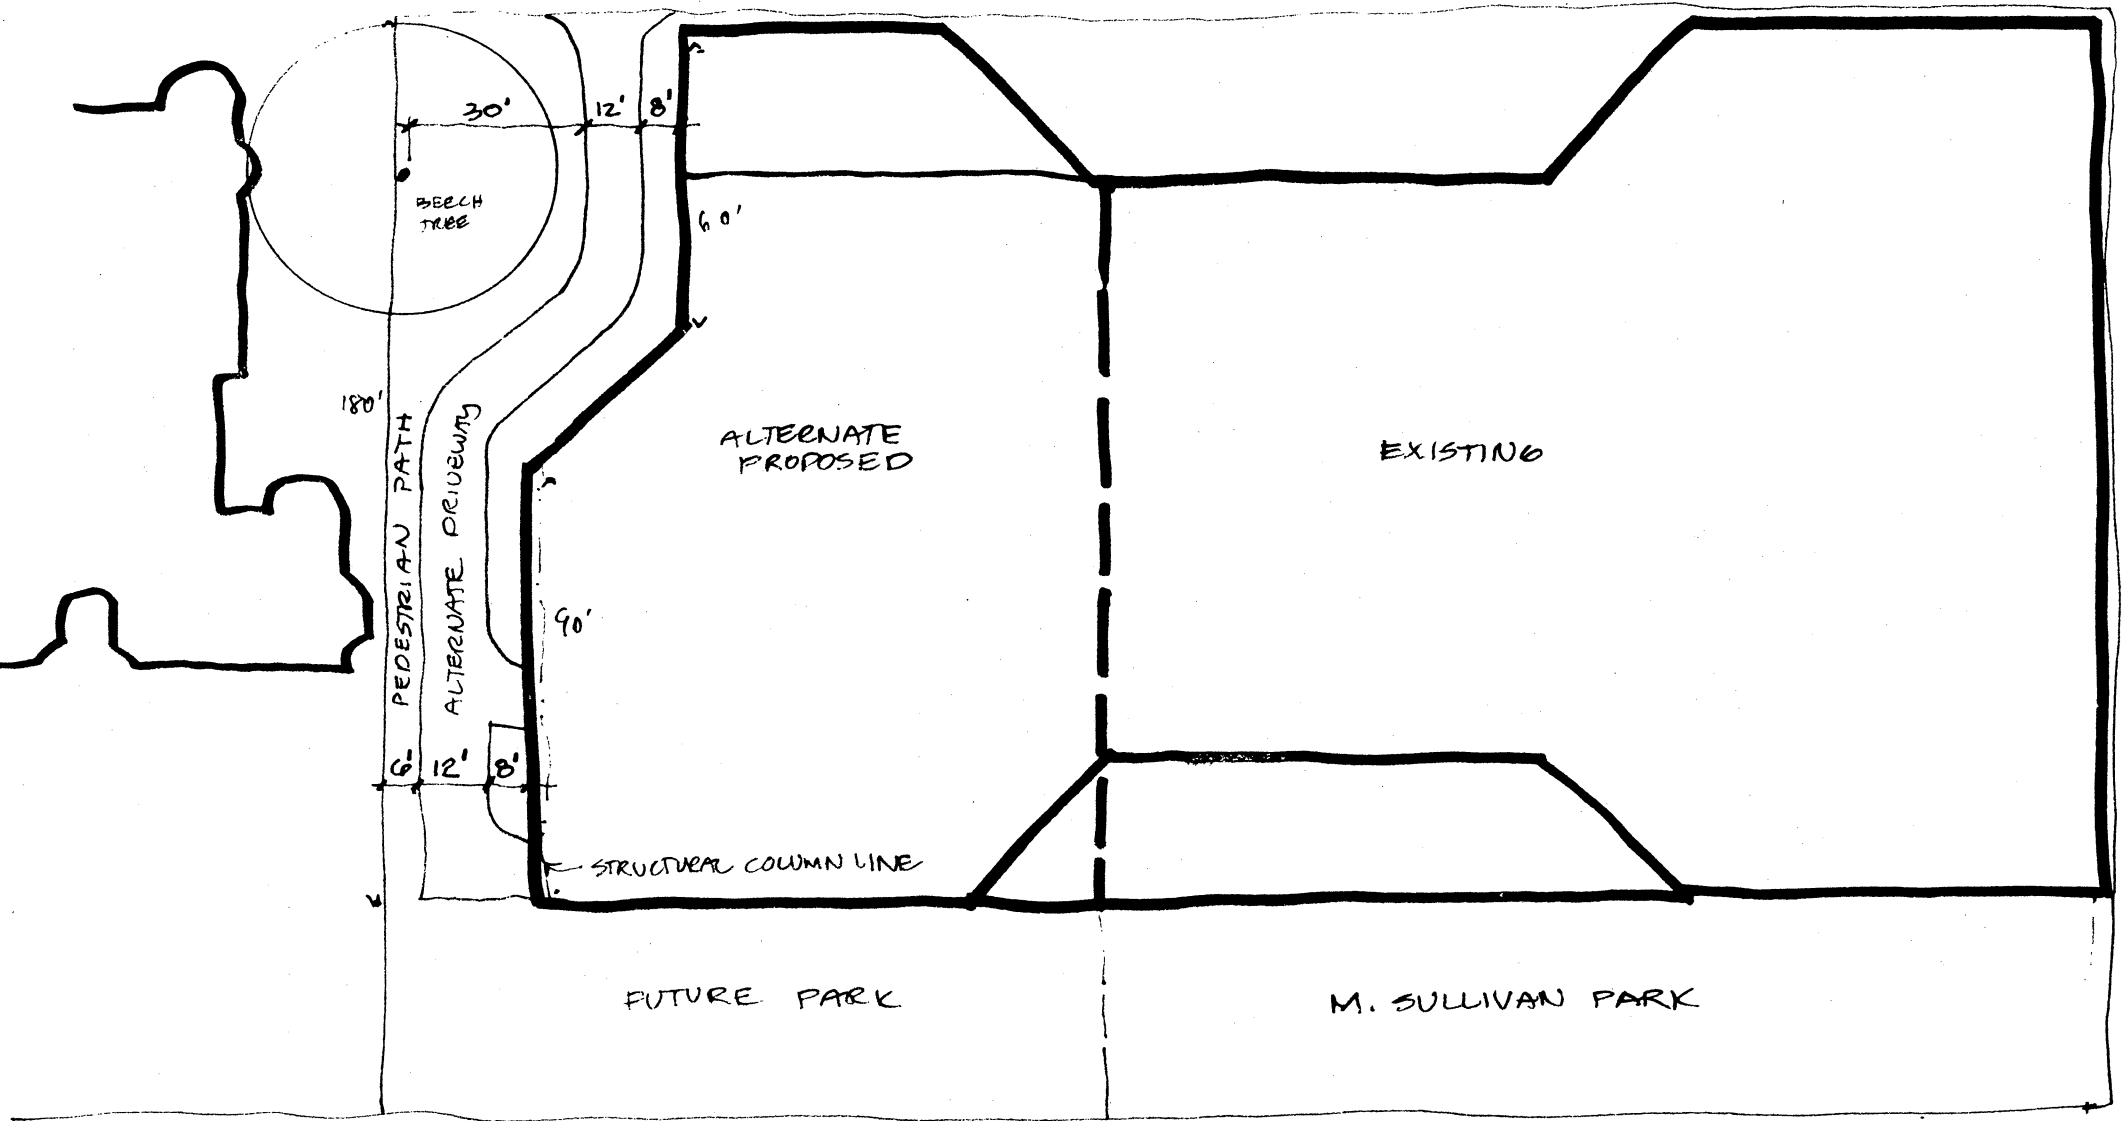 30'
12'
8'
BEECH
TREE
60'
180'
PEDESTRIAN PATH
ALTERNATE DRIVEWAY
ALTERNATE
PROPOSED
EXISTING
90'
6'
12'
8'
STRUCTURAL COLUMN LINE
FUTURE PARK
M. SULLIVAN PARK